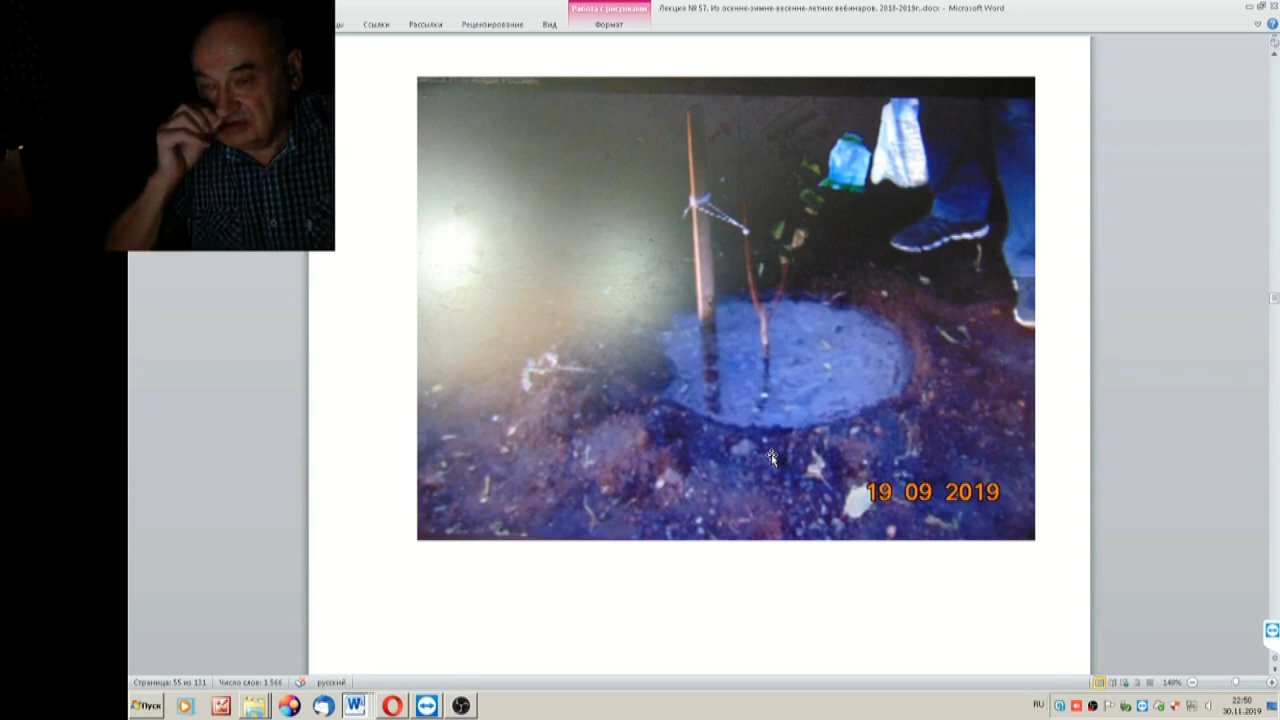 Работа с рисунками
Лекция № 57. Из осенне-зимне-весенне-летних вебинаров. 2018-2019г..docx - Microsoft Word
Ссылки
Рассылки
Рецензирование
Вид
Формат
19 09 2019
Страница: 55 из 131
Число слов: 1 566
русский
140%
Пуск
RU
22:50
30.11.2019